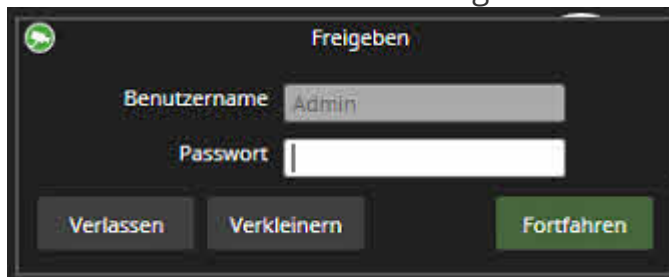 Freigeben
Benutzername Admin
Passwort
Verlassen Verkleinern Fortfahren